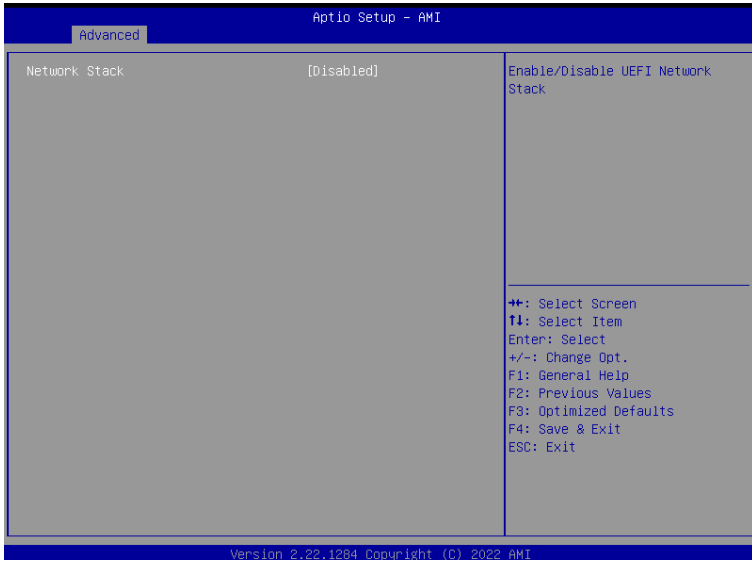 Aptio Setup – AMI
Advanced
Network Stack [Disabled]
Enable/Disable UEFI Network
Stack
→←: Select Screen
↑↓: Select Item
Enter: Select
+/-: Change Opt.
F1: General Help
F2: Previous Values
F3: Optimized Defaults
F4: Save & Exit
ESC: Exit
Version 2.22.1284 Copyright (C) 2022 AMI